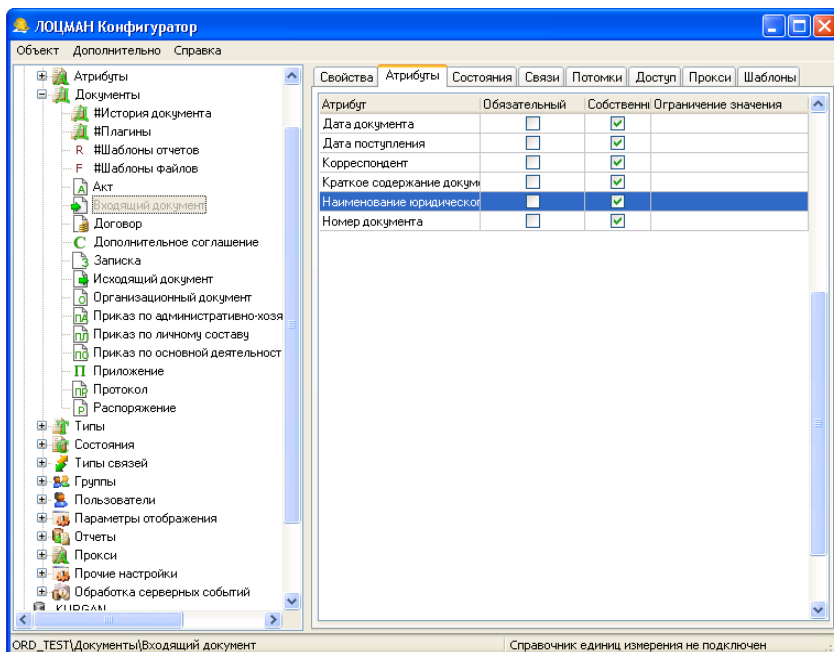 ЛОЦМАН Конфигуратор
Объект Дополнительно Справка
Атрибуты
Документы
#История документа
#Плагины
R #Шаблоны отчетов
F #Шаблоны файлов
Акт
Входящий документ
Договор
С Дополнительное соглашение
Записка
Исходящий документ
Организационный документ
Приказ по административно-хозя
Приказ по личному составу
Приказ по основной деятельност
П Приложение
Протокол
Распоряжение
Типы
Состояния
Типы связей
Группы
Пользователи
Параметры отображения
Отчеты
Прокси
Прочие настройки
Обработка серверных событий
KURGAN
Свойства Атрибуты Состояния Связи Потомки Доступ Прокси Шаблоны
Атрибут Обязательный Собственн Ограничение значения
Дата документа
Дата поступления
Корреспондент
Краткое содержание докум
Наименование юридическог
Номер документа
ORD_TEST\Документы\Входящий документ Справочник единиц измерения не подключен